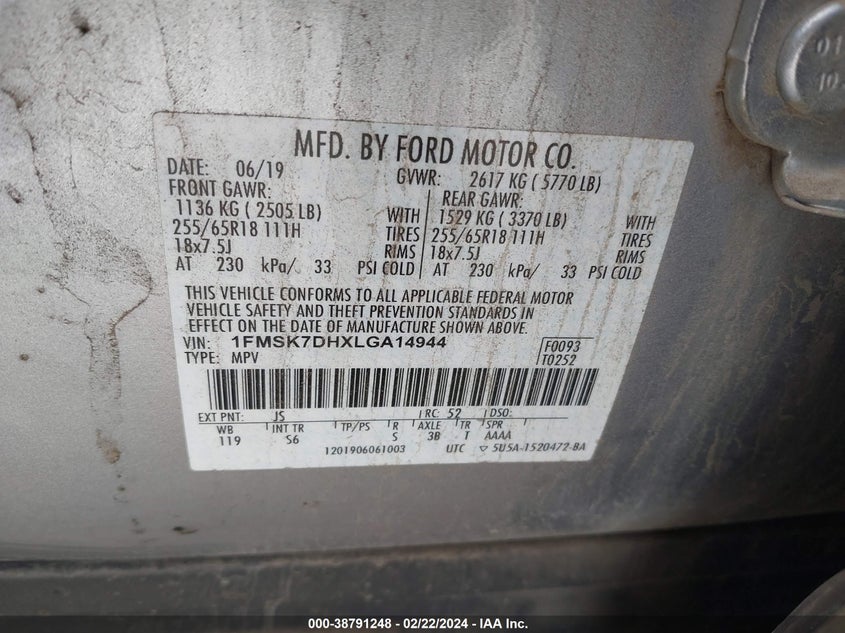 01
10
MFD. BY FORD MOTOR CO.
DATE: 06/19 GVWR: 2617 KG ( 5770 LB)
FRONT GAWR: REAR GAWR:
1136 KG ( 2505 LB) WITH 1529 KG ( 3370 LB) WITH
255/65R18 111H TIRES 255/65R18 111H TIRES
18x7.5J RIMS 18x7.5J RIMS
AT 230 kPa/ 33 PSI COLD AT 230 kPa/ 33 PSI COLD
THIS VEHICLE CONFORMS TO ALL APPLICABLE FEDERAL MOTOR
VEHICLE SAFETY AND THEFT PREVENTION STANDARDS IN
EFFECT ON THE DATE OF MANUFACTURE SHOWN ABOVE.
VIN: 1FMSK7DHXLGA14944 F0093
TYPE: MPV T0252
EXT PNT: JS RC: 52 DSO:
WB INT TR TP/PS R AXLE TR SPR
119 S6 S 3B T AAAA
1201906061003 UTC ▽ 5U5A-1520472-BA
000-38791248 - 02/22/2024 - IAA Inc.